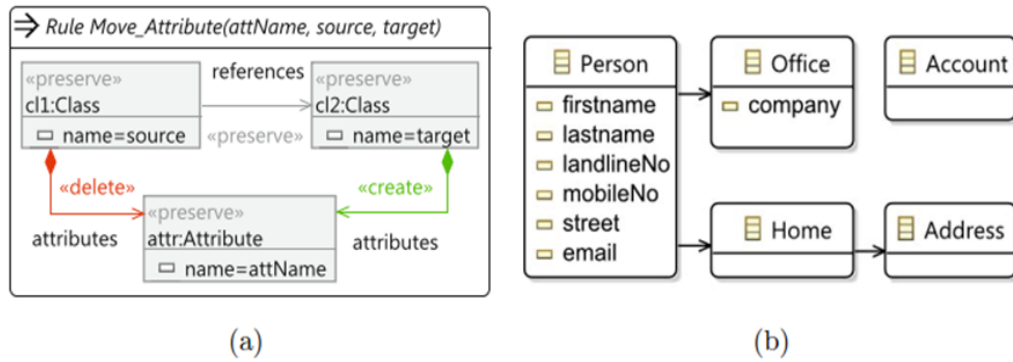 Rule Move_Attribute(attName, source, target)
«preserve»
cl1:Class
name=source
references
«preserve»
«preserve»
cl2:Class
name=target
«delete»
attributes
«create»
attributes
«preserve»
attr:Attribute
name=attName
(a)
Person
firstname
lastname
landlineNo
mobileNo
street
email
Office
company
Account
Home
Address
(b)